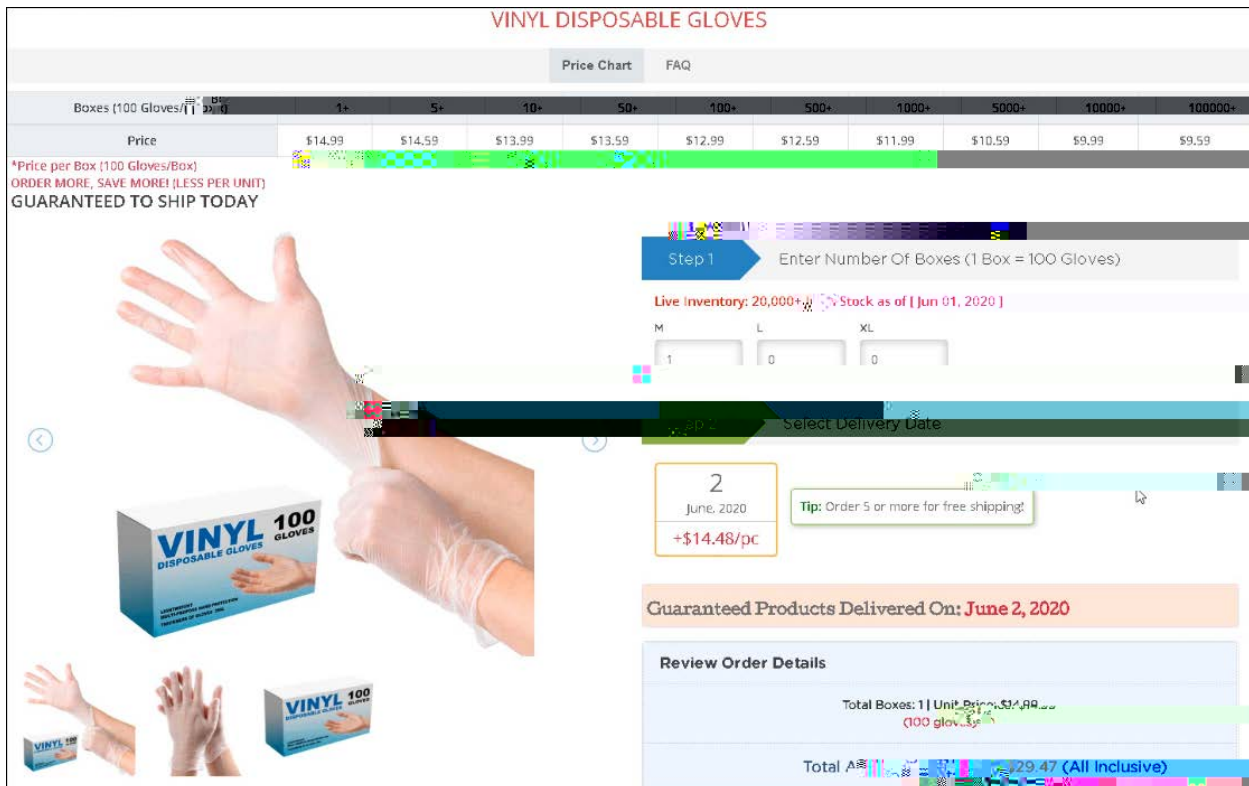 VINYL DISPOSABLE GLOVES
Price Chart FAQ
Boxes (100 Gloves/ 1+ 5+ 10+ 50+ 100+ 500+ 1000+ 5000+ 10000+ 100000+
Price $14.99 $14.59 $13.99 $13.59 $12.99 $12.59 $11.99 $10.59 $9.99 $9.59
*Price per Box (100 Gloves/Box)
ORDER MORE, SAVE MORE! (LESS PER UNIT)
GUARANTEED TO SHIP TODAY
Step 1 Enter Number Of Boxes (1 Box = 100 Gloves)
Live Inventory: 20,000+ Stock as of [ Jun 01, 2020 ]
M L XL
1 0 0
Select Delivery Date
2
June, 2020
+$14.48/pc
Tip: Order 5 or more for free shipping!
VINYL 100
DISPOSABLE GLOVES GLOVES
Guaranteed Products Delivered On: June 2, 2020
Review Order Details
Total Boxes: 1 | Unit
(100
VINYL 100
VINYL 100
Total $29.47 (All Inclusive)